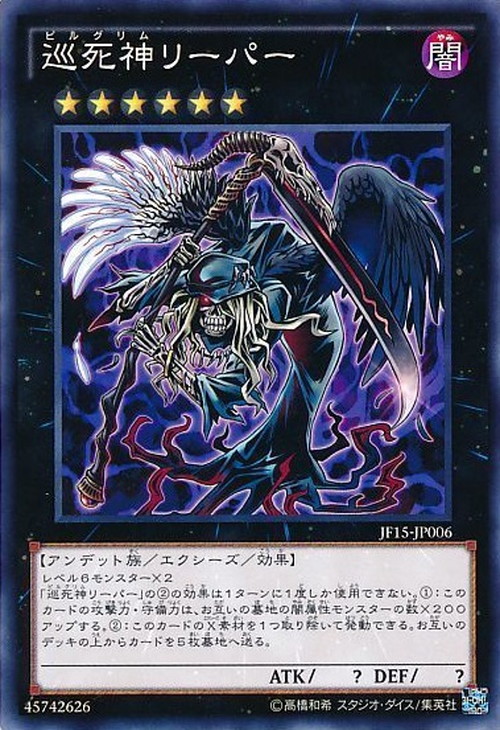 ピルグリム
巡死神リーパー
闇
やみ
JF15-JP006
【アンデット族／エクシーズ／効果】
レベル６モンスター×２
「巡死神リーパー」の②の効果は１ターンに１度しか使用できない。①：こ
のカードの攻撃力・守備力は、お互いの墓地の闇属性モンスターの数×２００
アップする。②：このカードのＸ素材を１つ取り除いて発動できる。お互いの
デッキの上からカードを５枚墓地へ送る。
ATK/ ? DEF/ ?
45742626
©高橋和希 スタジオ・ダイス/集英社